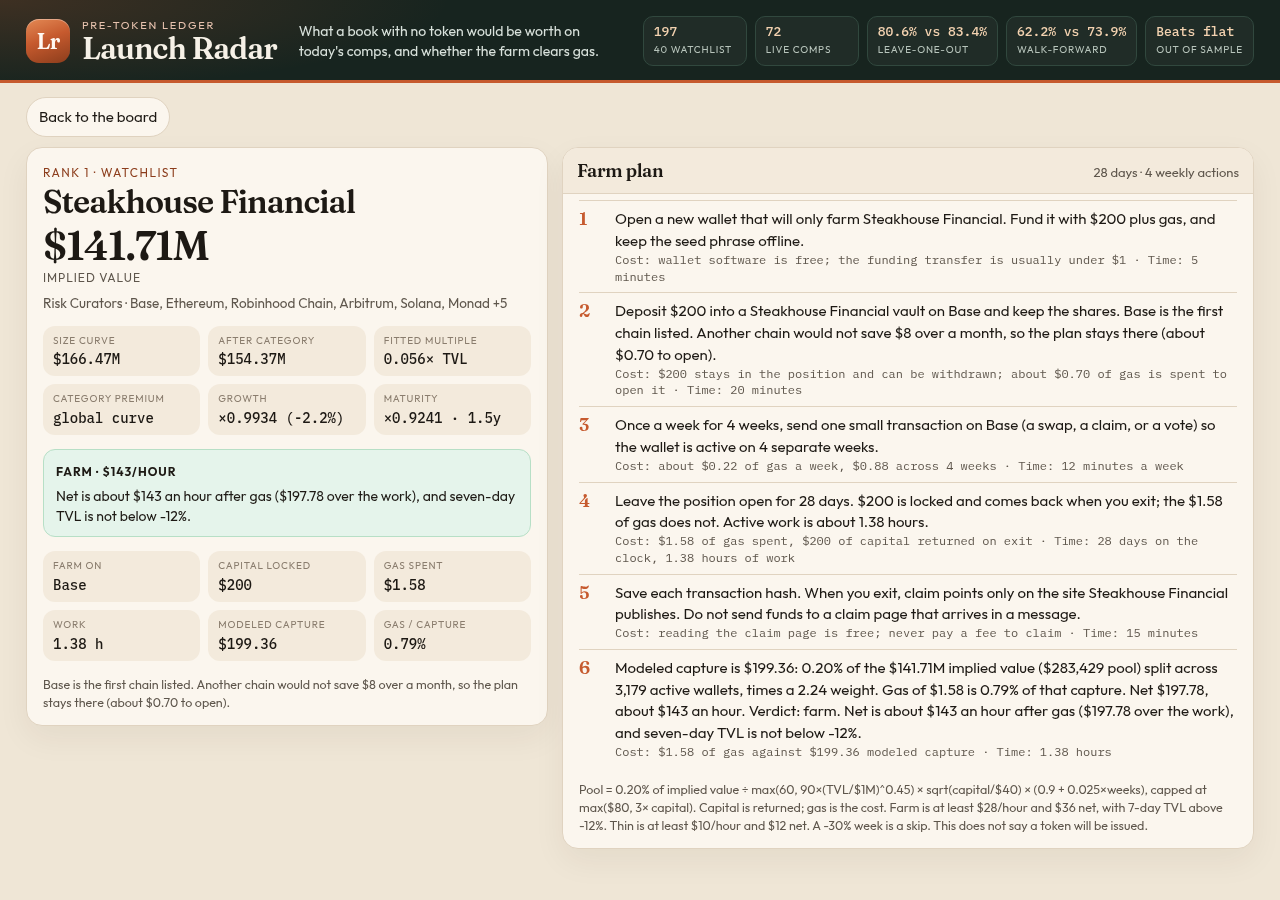 Lr
PRE-TOKEN LEDGER
Launch Radar
What a book with no token would be worth on
today's comps, and whether the farm clears gas.
197
40 WATCHLIST
72
LIVE COMPS
80.6% vs 83.4%
LEAVE-ONE-OUT
62.2% vs 73.9%
WALK-FORWARD
Beats flat
OUT OF SAMPLE
Back to the board
RANK 1 · WATCHLIST
Steakhouse Financial
$141.71M
IMPLIED VALUE
Risk Curators · Base, Ethereum, Robinhood Chain, Arbitrum, Solana, Monad +5
SIZE CURVE
$166.47M
AFTER CATEGORY
$154.37M
FITTED MULTIPLE
0.056× TVL
CATEGORY PREMIUM
global curve
GROWTH
×0.9934 (-2.2%)
MATURITY
×0.9241 · 1.5y
FARM · $143/HOUR
Net is about $143 an hour after gas ($197.78 over the work), and seven-day
TVL is not below -12%.
FARM ON
Base
CAPITAL LOCKED
$200
GAS SPENT
$1.58
WORK
1.38 h
MODELED CAPTURE
$199.36
GAS / CAPTURE
0.79%
Base is the first chain listed. Another chain would not save $8 over a month, so the plan
stays there (about $0.70 to open).
Farm plan
28 days · 4 weekly actions
1
Open a new wallet that will only farm Steakhouse Financial. Fund it with $200 plus gas, and
keep the seed phrase offline.
Cost: wallet software is free; the funding transfer is usually under $1 · Time: 5
minutes
2
Deposit $200 into a Steakhouse Financial vault on Base and keep the shares. Base is the first
chain listed. Another chain would not save $8 over a month, so the plan stays there (about
$0.70 to open).
Cost: $200 stays in the position and can be withdrawn; about $0.70 of gas is spent to
open it · Time: 20 minutes
3
Once a week for 4 weeks, send one small transaction on Base (a swap, a claim, or a vote) so
the wallet is active on 4 separate weeks.
Cost: about $0.22 of gas a week, $0.88 across 4 weeks · Time: 12 minutes a week
4
Leave the position open for 28 days. $200 is locked and comes back when you exit; the $1.58
of gas does not. Active work is about 1.38 hours.
Cost: $1.58 of gas spent, $200 of capital returned on exit · Time: 28 days on the
clock, 1.38 hours of work
5
Save each transaction hash. When you exit, claim points only on the site Steakhouse Financial
publishes. Do not send funds to a claim page that arrives in a message.
Cost: reading the claim page is free; never pay a fee to claim · Time: 15 minutes
6
Modeled capture is $199.36: 0.20% of the $141.71M implied value ($283,429 pool) split across
3,179 active wallets, times a 2.24 weight. Gas of $1.58 is 0.79% of that capture. Net $197.78,
about $143 an hour. Verdict: farm. Net is about $143 an hour after gas ($197.78 over the work),
and seven-day TVL is not below -12%.
Cost: $1.58 of gas against $199.36 modeled capture · Time: 1.38 hours
Pool = 0.20% of implied value ÷ max(60, 90×(TVL/$1M)^0.45) × sqrt(capital/$40) × (0.9 + 0.025×weeks), capped at
max($80, 3× capital). Capital is returned; gas is the cost. Farm is at least $28/hour and $36 net, with 7-day TVL above
-12%. Thin is at least $10/hour and $12 net. A -30% week is a skip. This does not say a token will be issued.